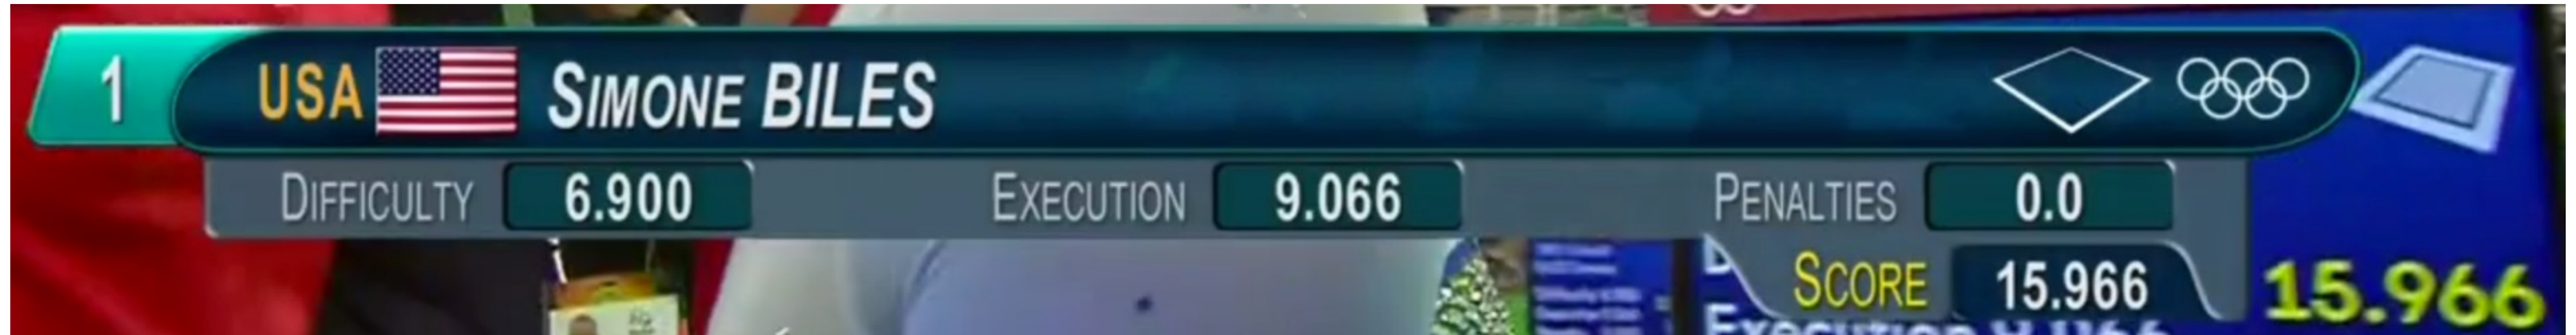 1 USA SIMONE BILES
DIFFICULTY 6.900 EXECUTION 9.066 PENALTIES 0.0
SCORE 15.966 15.966